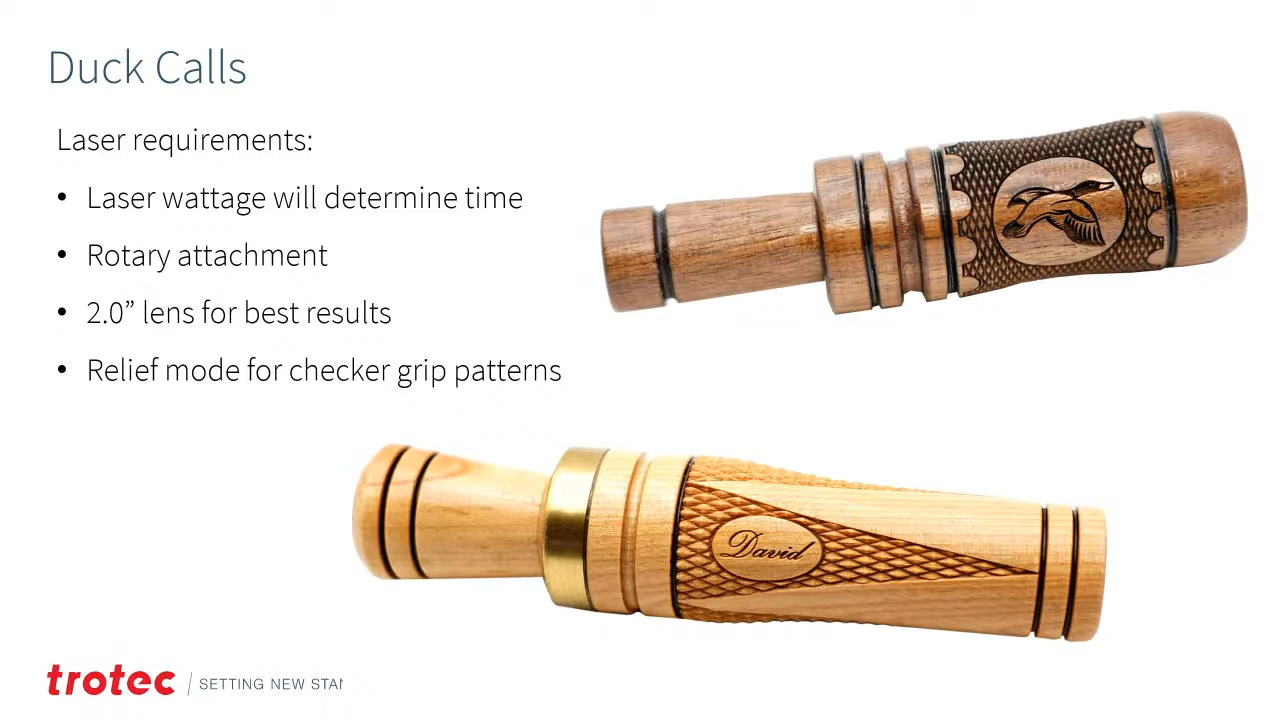 Duck Calls
Laser requirements:
• Laser wattage will determine time
• Rotary attachment
• 2.0” lens for best results
• Relief mode for checker grip patterns
David
trotec / SETTING NEW